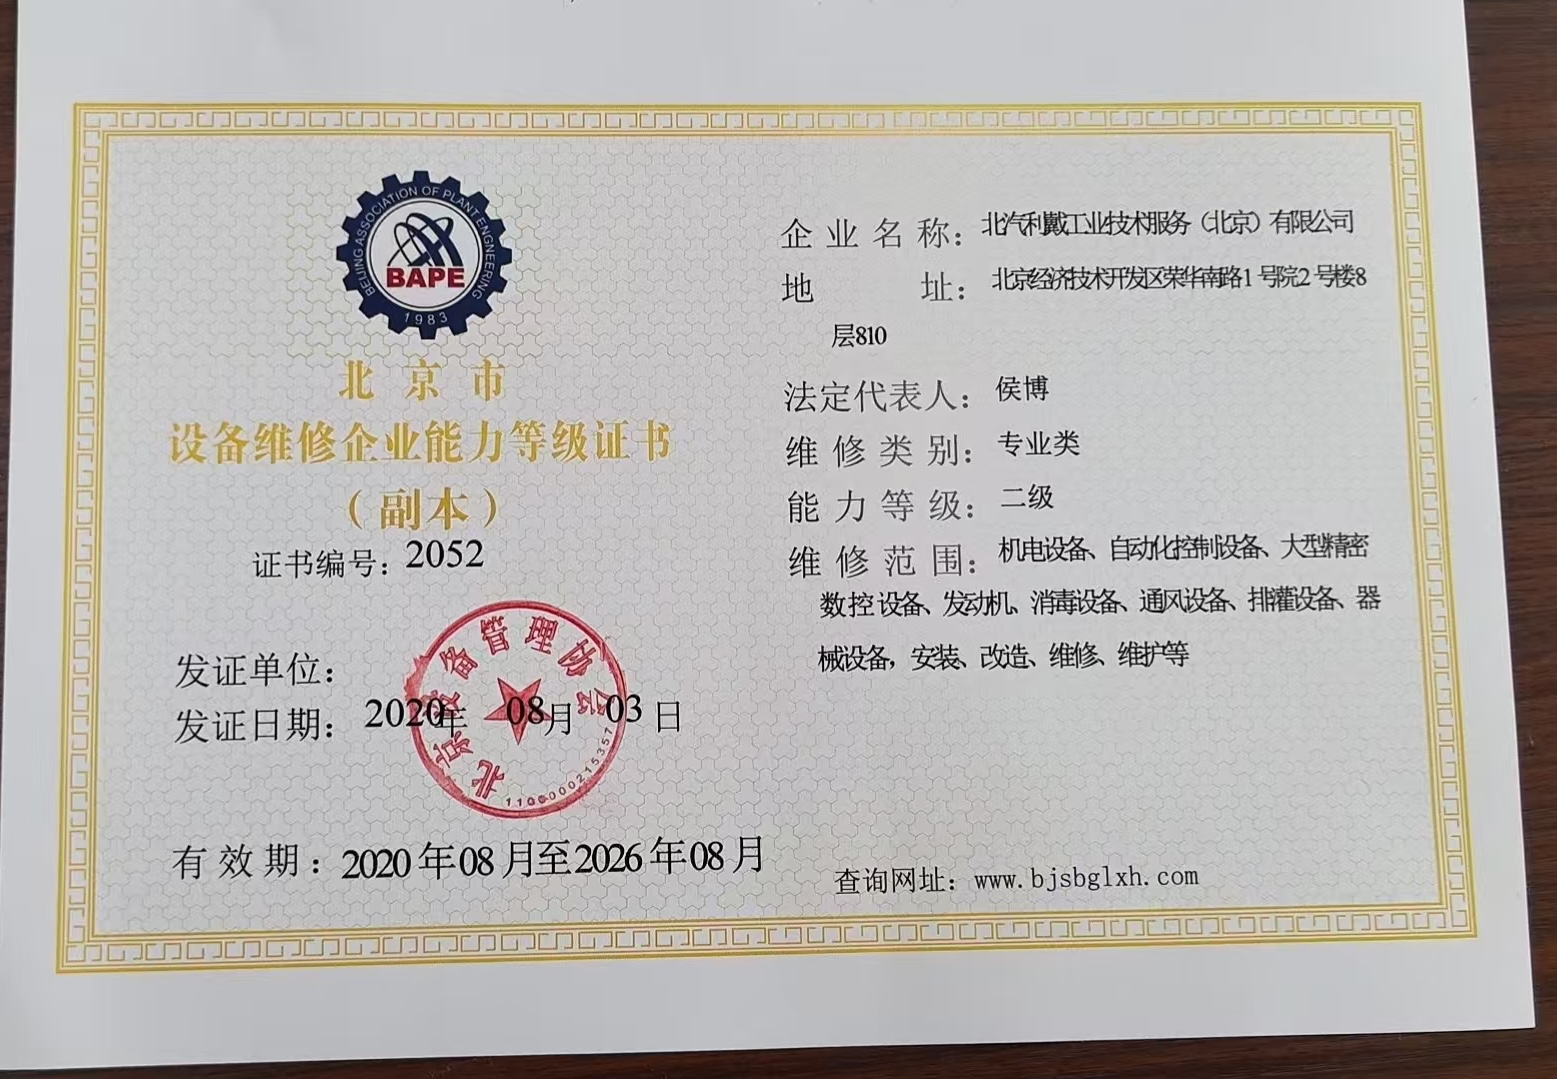 BEIJING ASSOCIATION OF PLANT ENGNEERING
BAPE
1983
北京市
设备维修企业能力等级证书
（副本）
证书编号：2052
发证单位：
发证日期：2020年 08月 03日
北京设备管理协会
1100000215357
有效期：2020年08月至2026年08月
企业名称：北汽利戴工业技术服务（北京）有限公司
地址：北京经济技术开发区荣华南路1号院2号楼8
层810
法定代表人：侯博
维修类别：专业类
能力等级：二级
维修范围：机电设备、自动化控制设备、大型精密
数控设备、发动机、消毒设备、通风设备、排灌设备、器
械设备，安装、改造、维修、维护等
查询网址：www.bjsbglxh.com